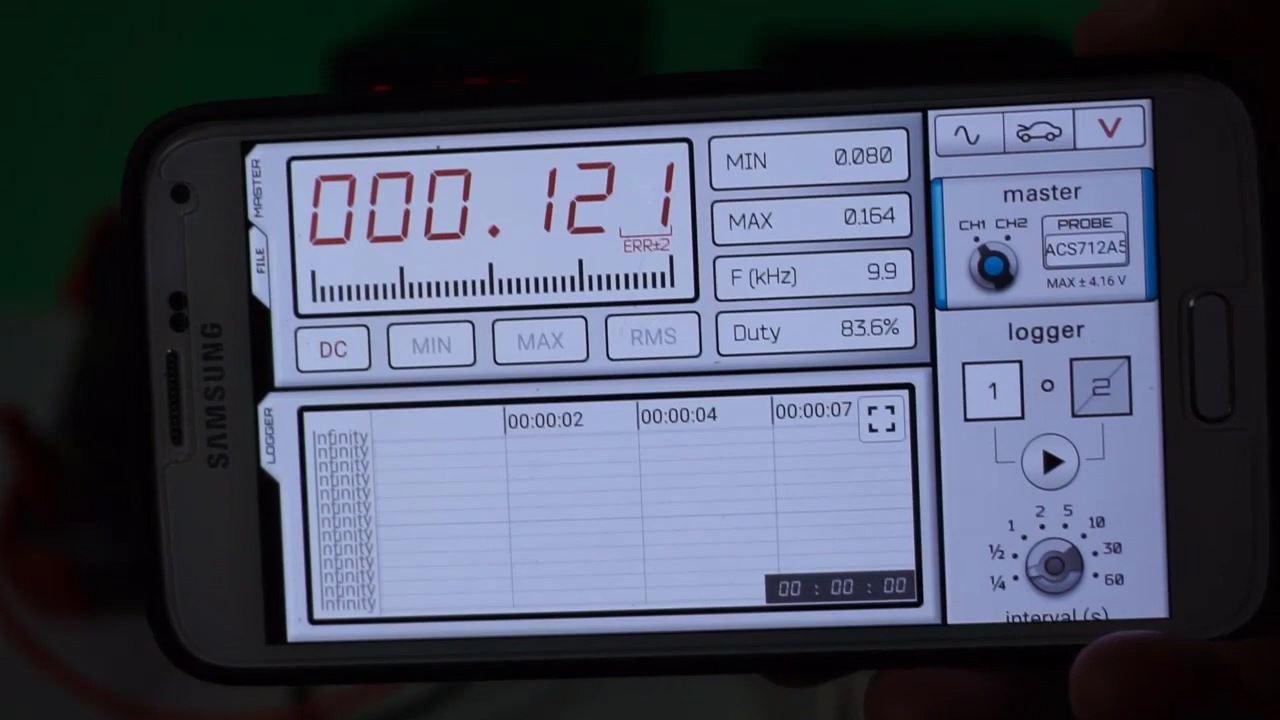 SAMSUNG
MASTER
FILE
000.121
ERR±2
DC
MIN
MAX
RMS
MIN 0.080
MAX 0.164
F (kHz) 9.9
Duty 83.6%
LOGGER
00:00:02
00:00:04
00:00:07
Infinity
Infinity
Infinity
Infinity
Infinity
Infinity
Infinity
Infinity
Infinity
Infinity
Infinity
Infinity
Infinity
00 : 00 : 00
V
master
CH1 CH2
PROBE
ACS712A5
MAX ± 4.16 V
logger
1
2
2 5
1 10
½ 30
¼ 60
interval (s)